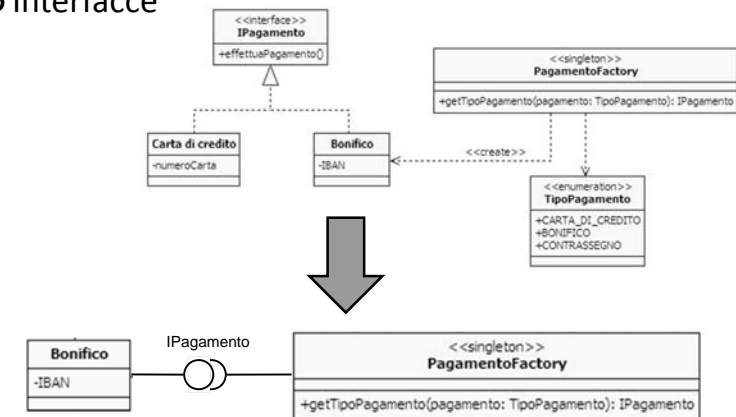 interfacce
<<interface>>
IPagamento
+effettuaPagamento()
<<singleton>>
PagamentoFactory
+getTipoPagamento(pagamento: TipoPagamento): IPagamento
Carta di credito
-numeroCarta
Bonifico
-IBAN
<<create>>
<<enumeration>>
TipoPagamento
+CARTA_DI_CREDITO
+BONIFICO
+CONTRASSEGNO
Bonifico
-IBAN
IPagamento
<<singleton>>
PagamentoFactory
+getTipoPagamento(pagamento: TipoPagamento): IPagamento